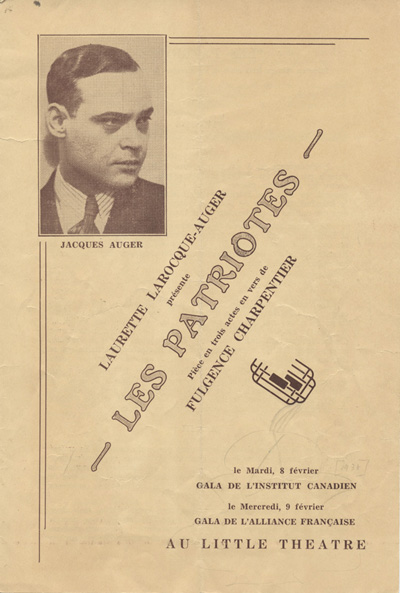 JACQUES AUGER
LAURETTE LAROCQUE-AUGER
présente
— LES PATRIOTES —
Pièce en trois actes en vers de
FULGENCE CHARPENTIER
le Mardi, 8 février
GALA DE L'INSTITUT CANADIEN
le Mercredi, 9 février
GALA DE L'ALLIANCE FRANÇAISE
AU LITTLE THEATRE